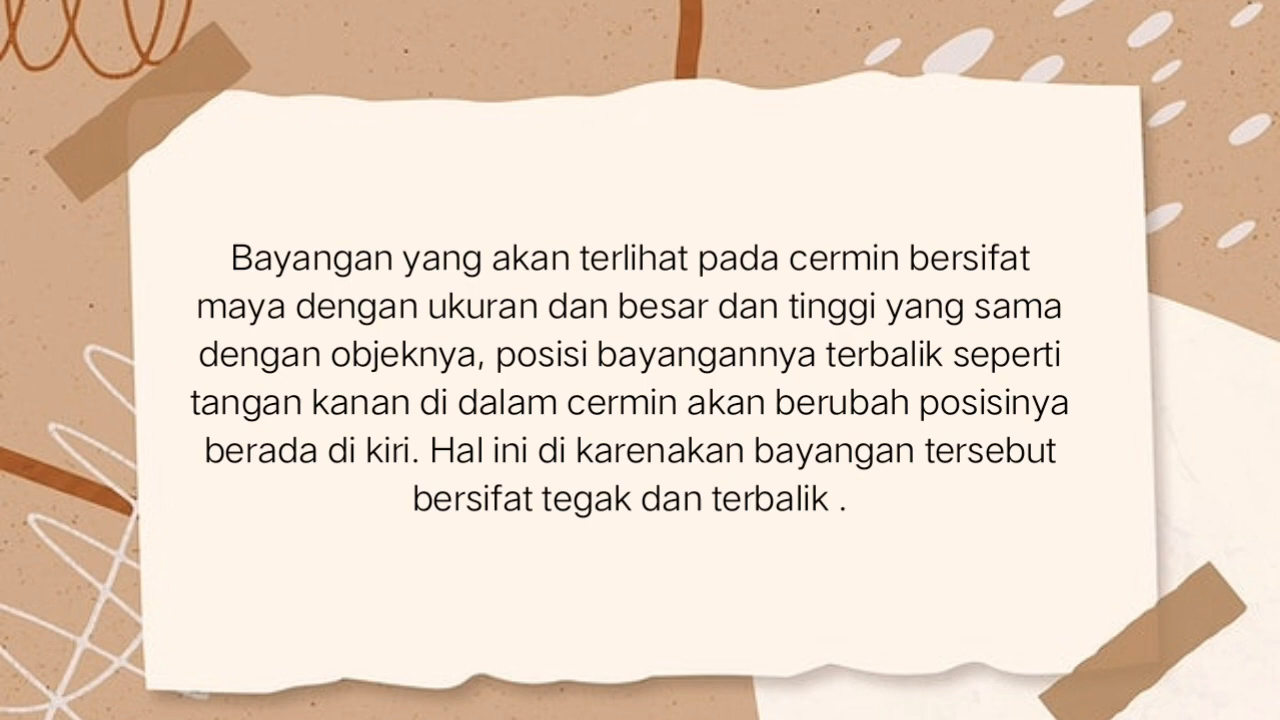 Bayangan yang akan terlihat pada cermin bersifat
maya dengan ukuran dan besar dan tinggi yang sama
dengan objeknya, posisi bayangannya terbalik seperti
tangan kanan di dalam cermin akan berubah posisinya
berada di kiri. Hal ini di karenakan bayangan tersebut
bersifat tegak dan terbalik .